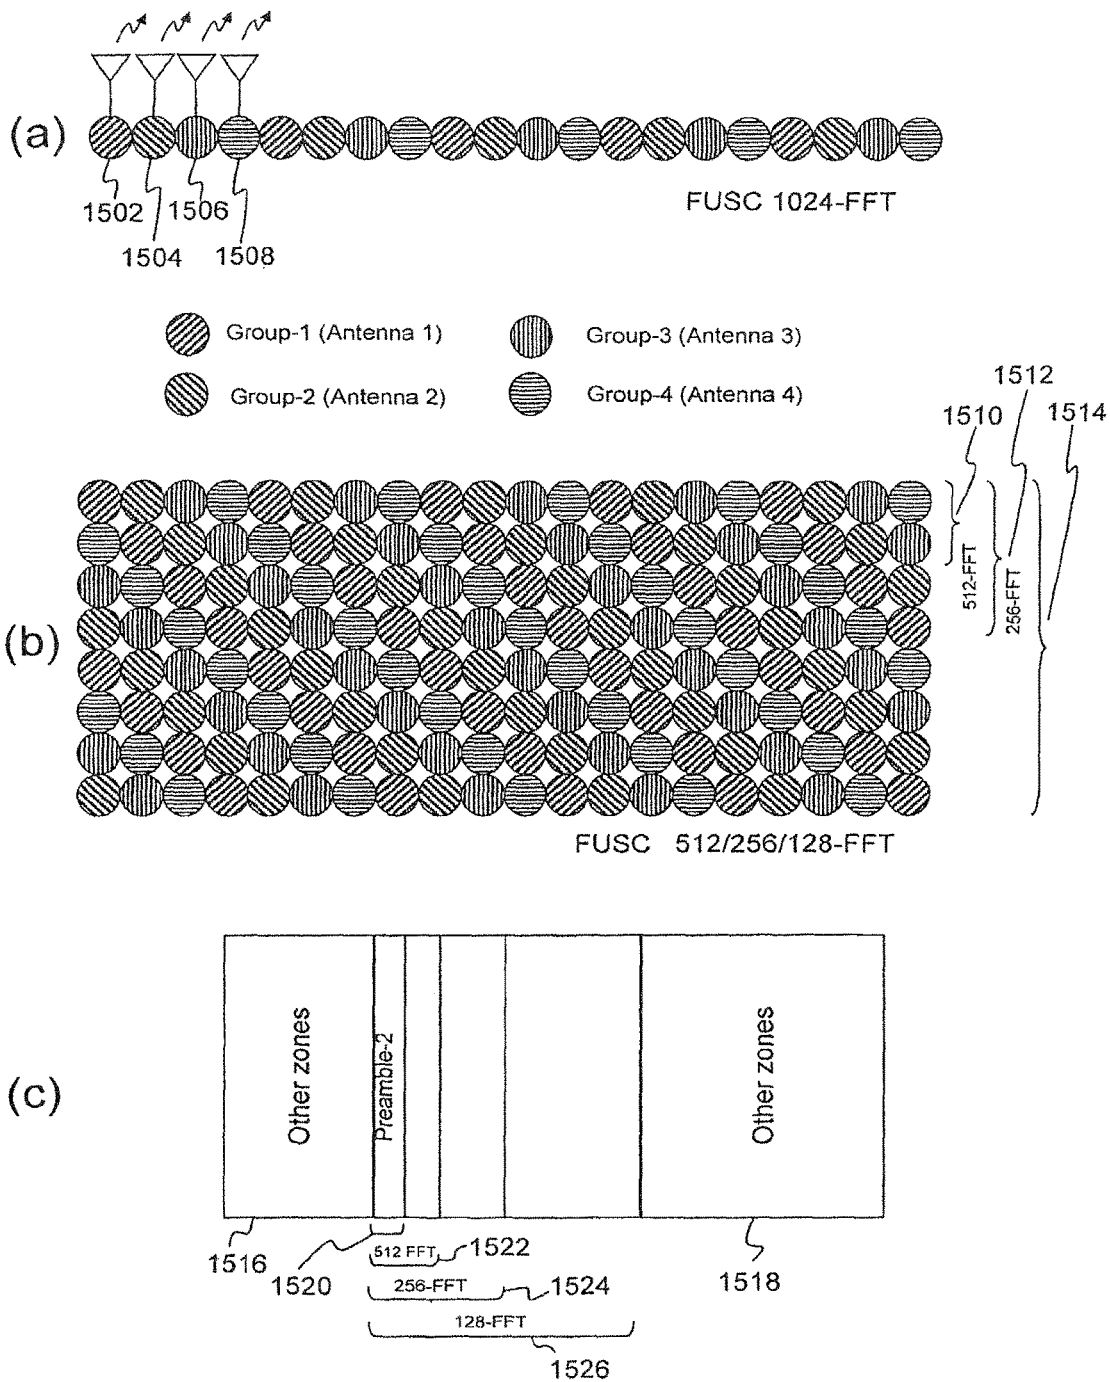 (a)
1502
1506
FUSC 1024-FFT
1504
1508
Group-1 (Antenna 1)
Group-3 (Antenna 3)
Group-2 (Antenna 2)
Group-4 (Antenna 4)
1512
1510
1514
512-FFT
256-FFT
(b)
FUSC 512/256/128-FFT
(c)
Other zones
Preamble-2
Other zones
1516
1520
512 FFT
1522
1518
256-FFT
1524
128-FFT
1526